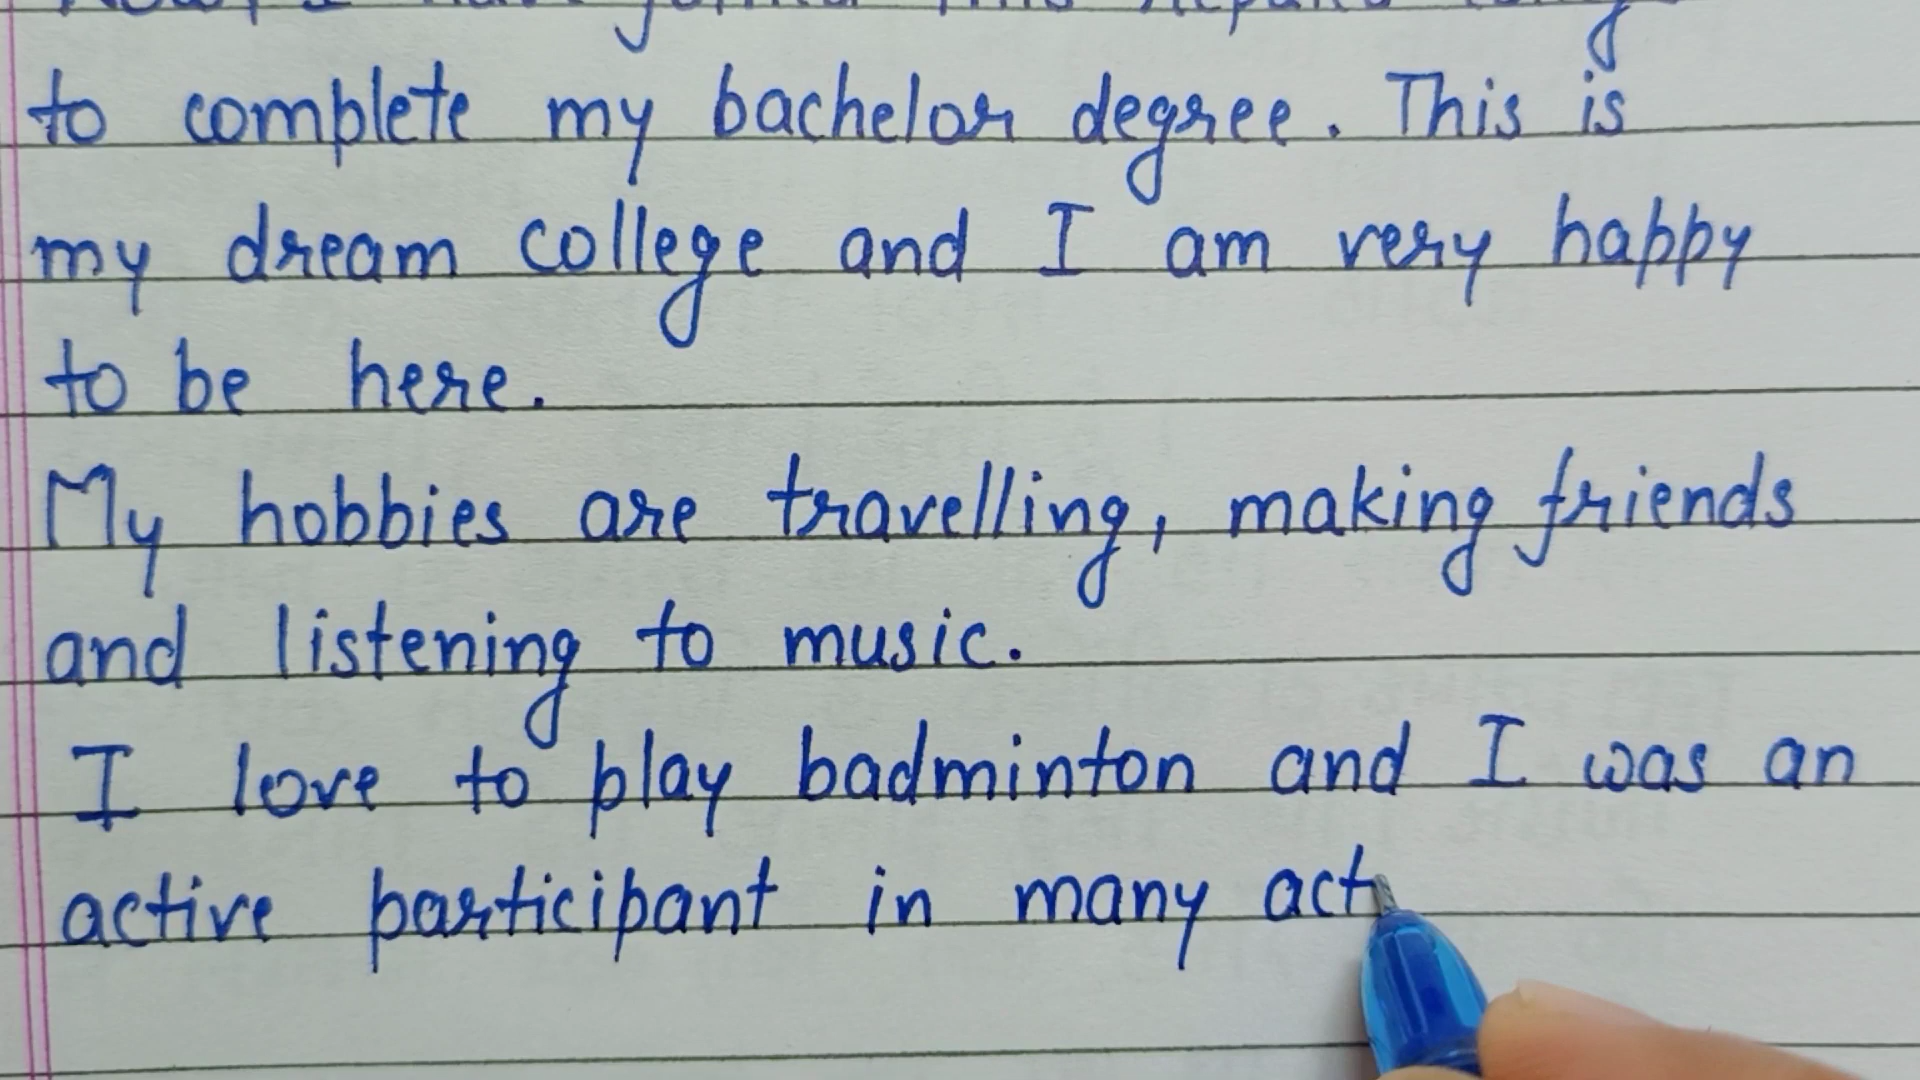 to complete my bachelor degree. This is
my dream college and I am very happy
to be here.
My hobbies are travelling, making friends
and listening to music.
I love to play badminton and I was an
active participant in many act